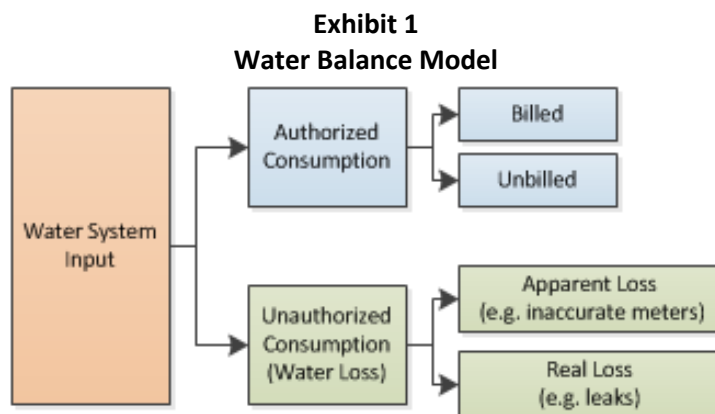 Exhibit 1
Water Balance Model
Water System
Input
Authorized
Consumption
Billed
Unbilled
Unauthorized
Consumption
(Water Loss)
Apparent Loss
(e.g. inaccurate meters)
Real Loss
(e.g. leaks)